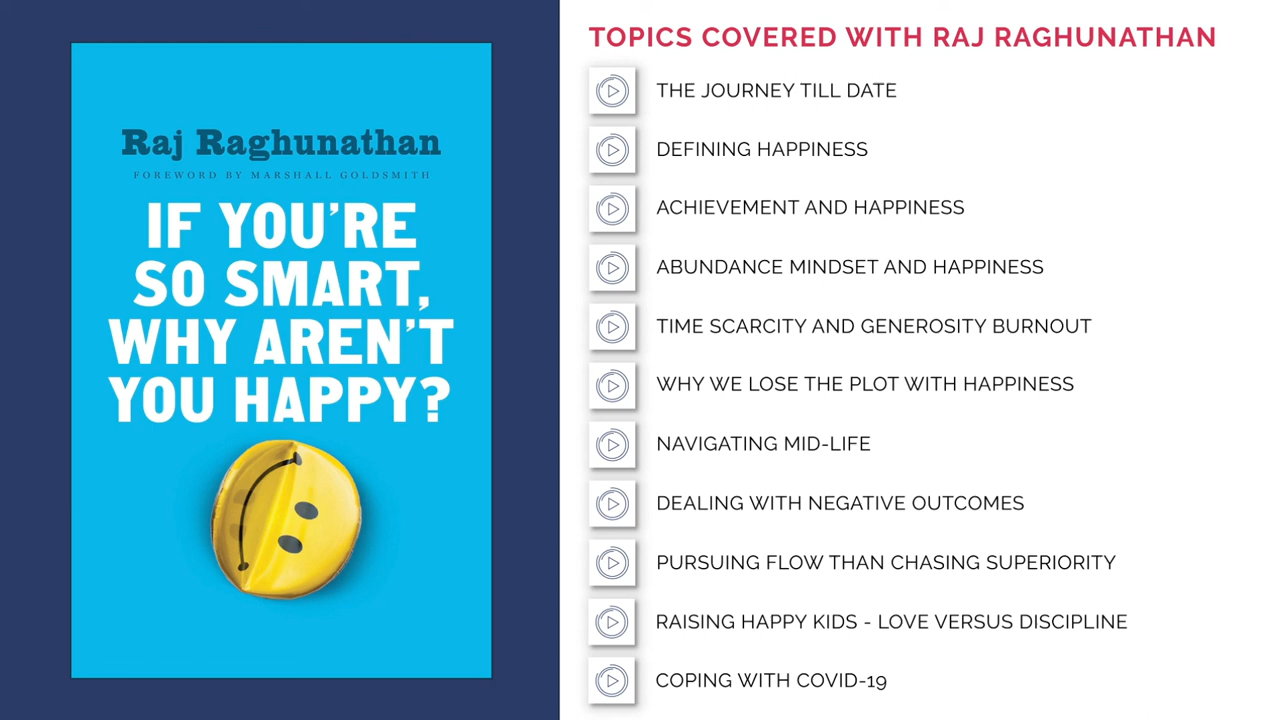 Raj Raghunathan
FOREWORD BY MARSHALL GOLDSMITH
IF YOU'RE
SO SMART,
WHY AREN'T
YOU HAPPY?
TOPICS COVERED WITH RAJ RAGHUNATHAN
THE JOURNEY TILL DATE
DEFINING HAPPINESS
ACHIEVEMENT AND HAPPINESS
ABUNDANCE MINDSET AND HAPPINESS
TIME SCARCITY AND GENEROSITY BURNOUT
WHY WE LOSE THE PLOT WITH HAPPINESS
NAVIGATING MID-LIFE
DEALING WITH NEGATIVE OUTCOMES
PURSUING FLOW THAN CHASING SUPERIORITY
RAISING HAPPY KIDS - LOVE VERSUS DISCIPLINE
COPING WITH COVID-19